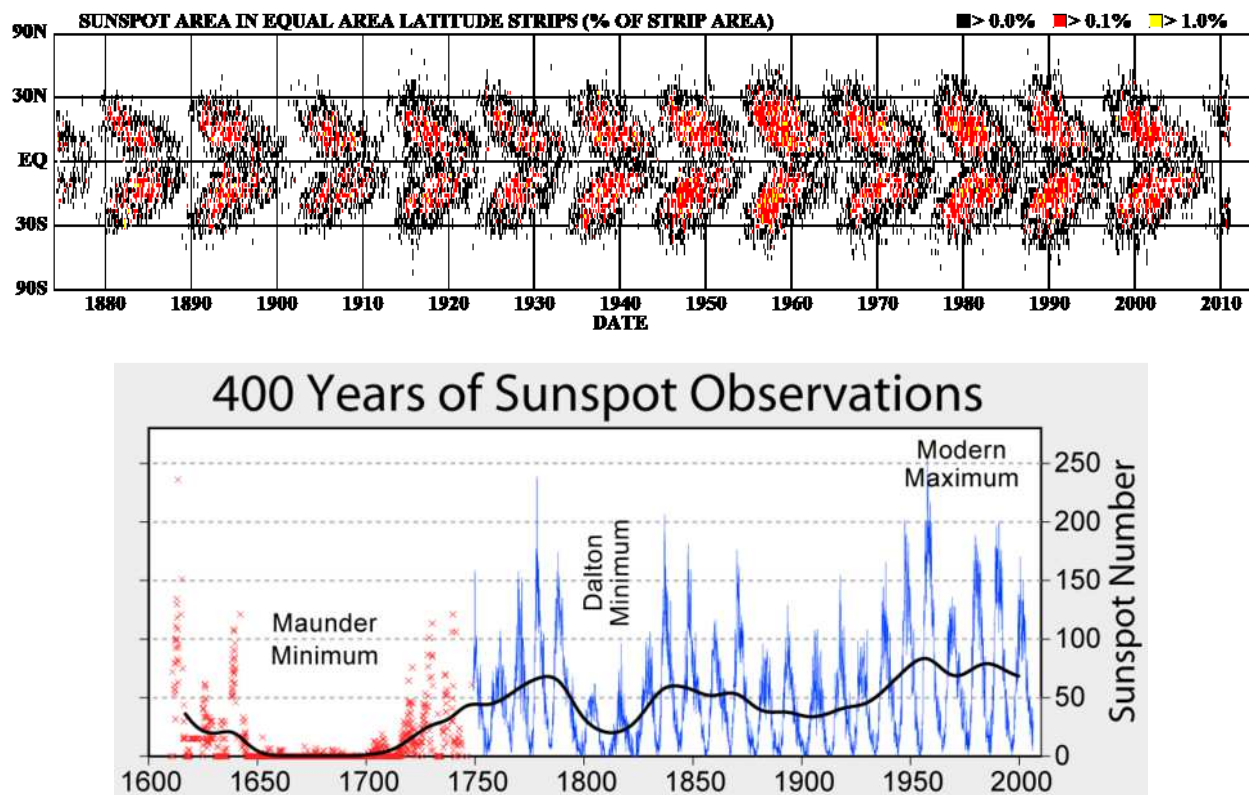 SUNSPOT AREA IN EQUAL AREA LATITUDE STRIPS (% OF STRIP AREA) > 0.0% > 0.1% > 1.0%
90N
30N
EQ
30S
90S
1880 1890 1900 1910 1920 1930 1940 1950 1960 1970 1980 1990 2000 2010
DATE
400 Years of Sunspot Observations
Modern
Maximum
Dalton
Minimum
Maunder
Minimum
250
200
150
100
50
0
Sunspot Number
1600 1650 1700 1750 1800 1850 1900 1950 2000